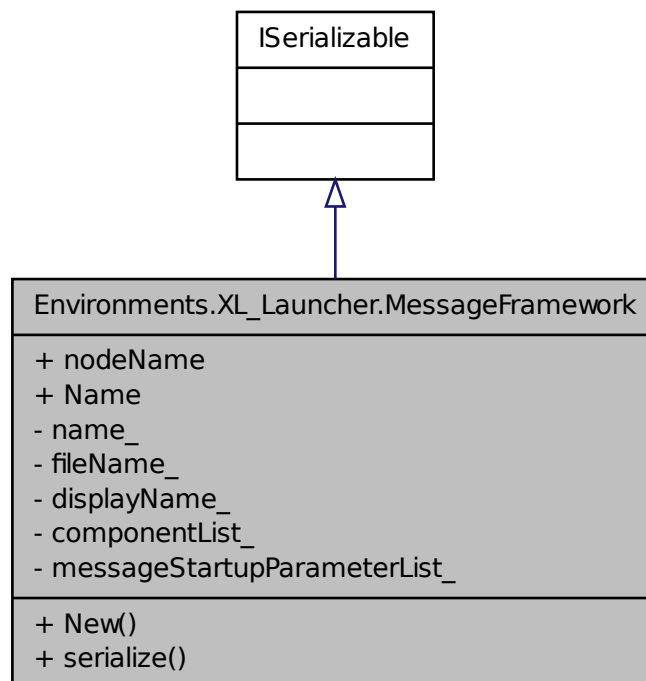 ISerializable
Environments.XL_Launcher.MessageFramework
+ nodeName
+ Name
- name_
- fileName_
- displayName_
- componentList_
- messageStartupParameterList_
+ New()
+ serialize()